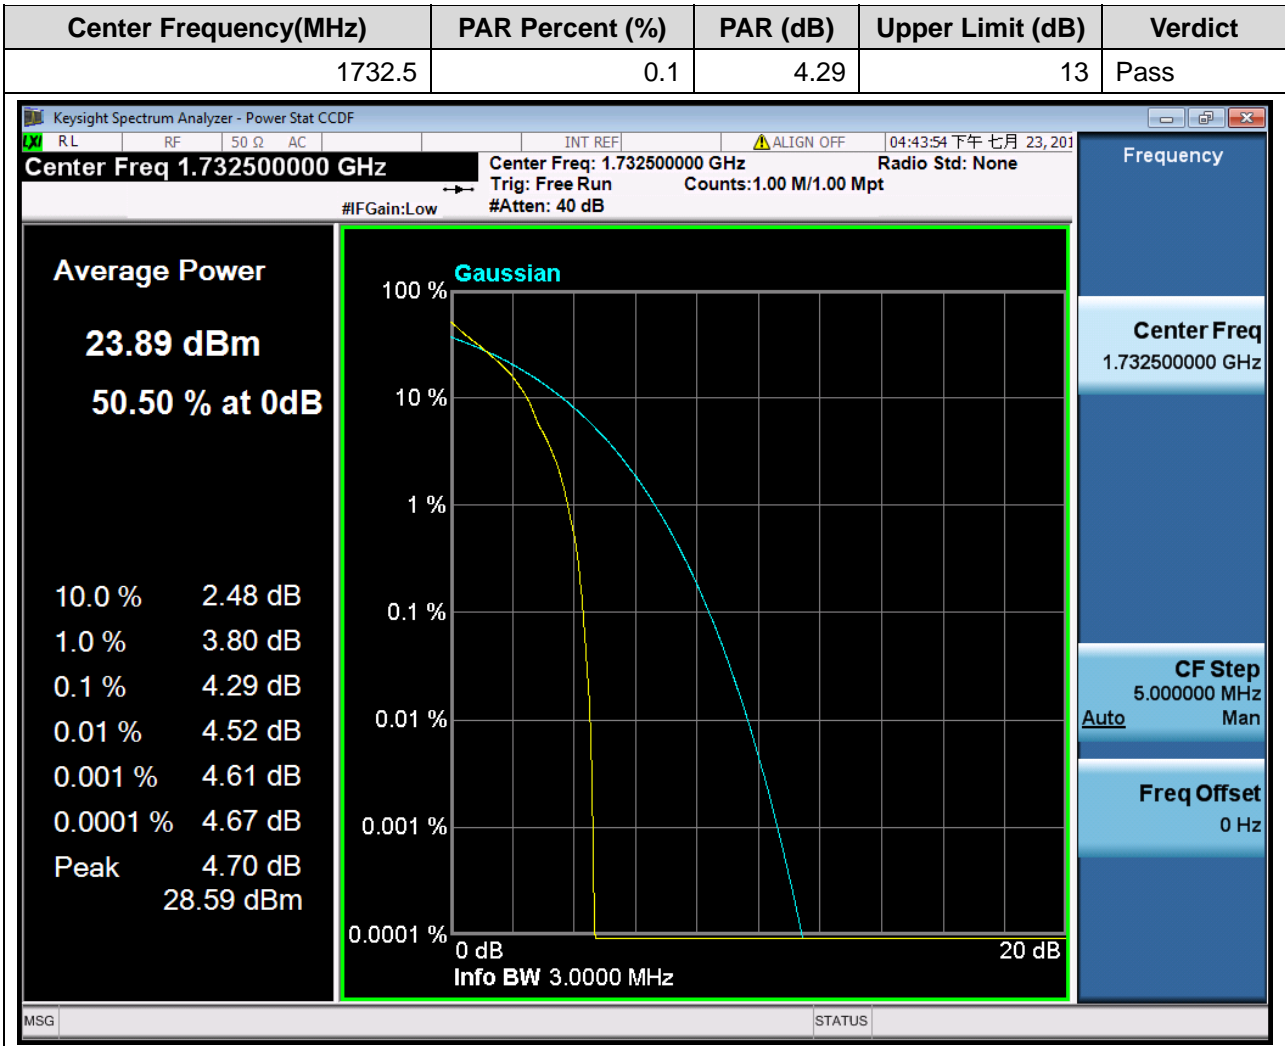 Center Frequency(MHz) PAR Percent (%) PAR (dB) Upper Limit (dB) Verdict
1732.5 0.1 4.29 13 Pass
Keysight Spectrum Analyzer - Power Stat CCDF
LXI RL RF 50 Ω AC INT REF ALIGN OFF 04:43:54 下午 七月 23, 201
Center Freq 1.732500000 GHz
Center Freq: 1.732500000 GHz Radio Std: None
Trig: Free Run Counts:1.00 M/1.00 Mpt
#IFGain:Low #Atten: 40 dB
Average Power
23.89 dBm
50.50 % at 0dB
10.0 % 2.48 dB
1.0 % 3.80 dB
0.1 % 4.29 dB
0.01 % 4.52 dB
0.001 % 4.61 dB
0.0001 % 4.67 dB
Peak 4.70 dB
28.59 dBm
Gaussian
100 %
10 %
1 %
0.1 %
0.01 %
0.001 %
0.0001 %
0 dB 20 dB
Info BW 3.0000 MHz
Frequency
Center Freq
1.732500000 GHz
CF Step
5.000000 MHz
Auto Man
Freq Offset
0 Hz
MSG STATUS